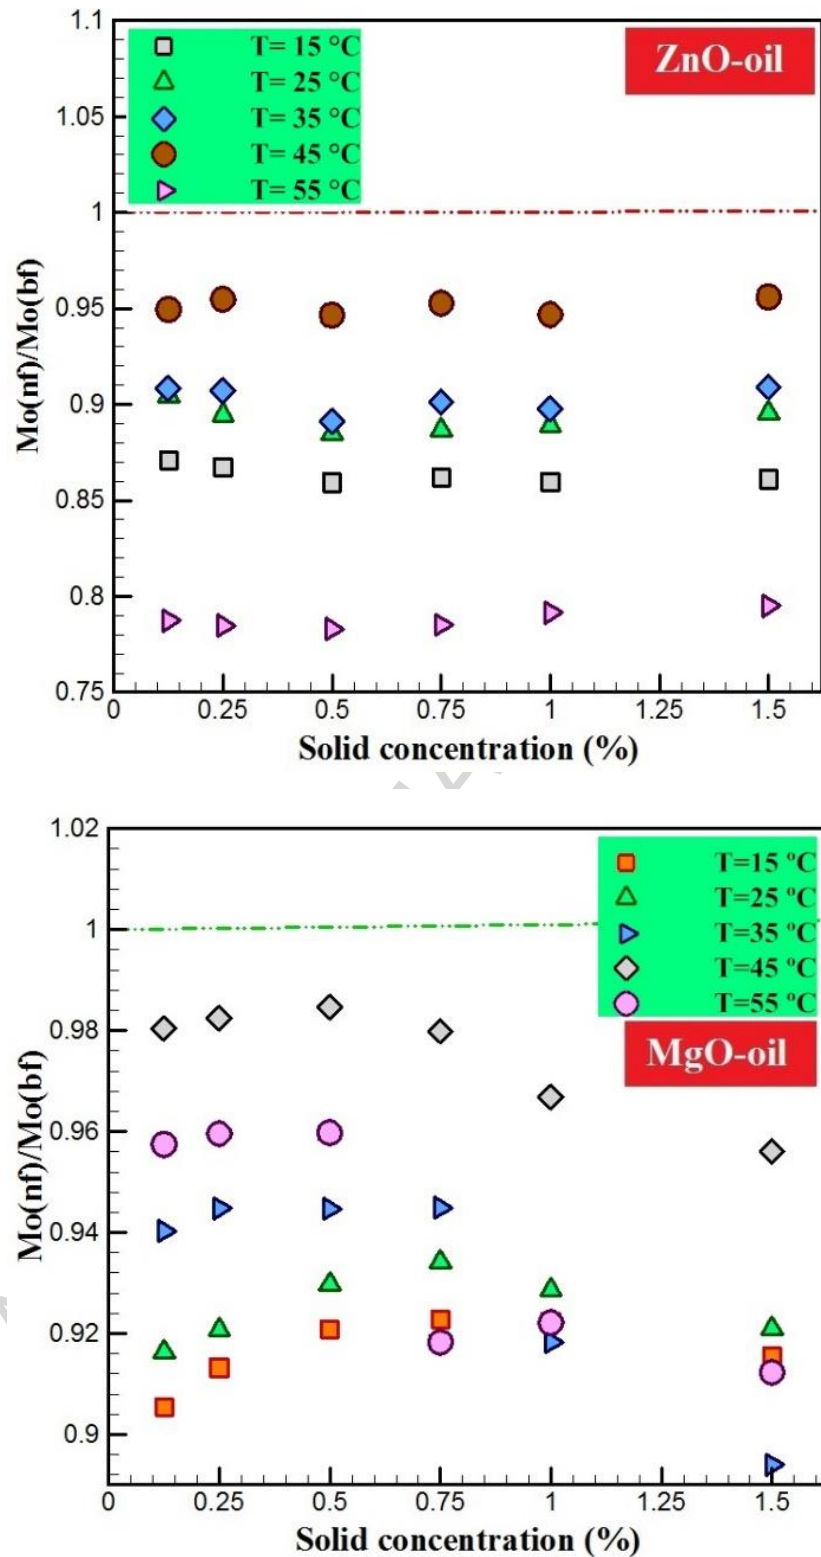 1.1
T= 15 °C
ZnO-oil
T= 25 °C
1.05
T= 35 °C
T= 45 °C
T= 55 °C
1
Mo(nf)/Mo(bf)
0.95
0.9
0.85
0.8
0.75
0 0.25 0.5 0.75 1 1.25 1.5
Solid concentration (%)
1.02
T=15 °C
T=25 °C
1
T=35 °C
T=45 °C
T=55 °C
0.98
MgO-oil
Mo(nf)/Mo(bf)
0.96
0.94
0.92
0.9
0 0.25 0.5 0.75 1 1.25 1.5
Solid concentration (%)